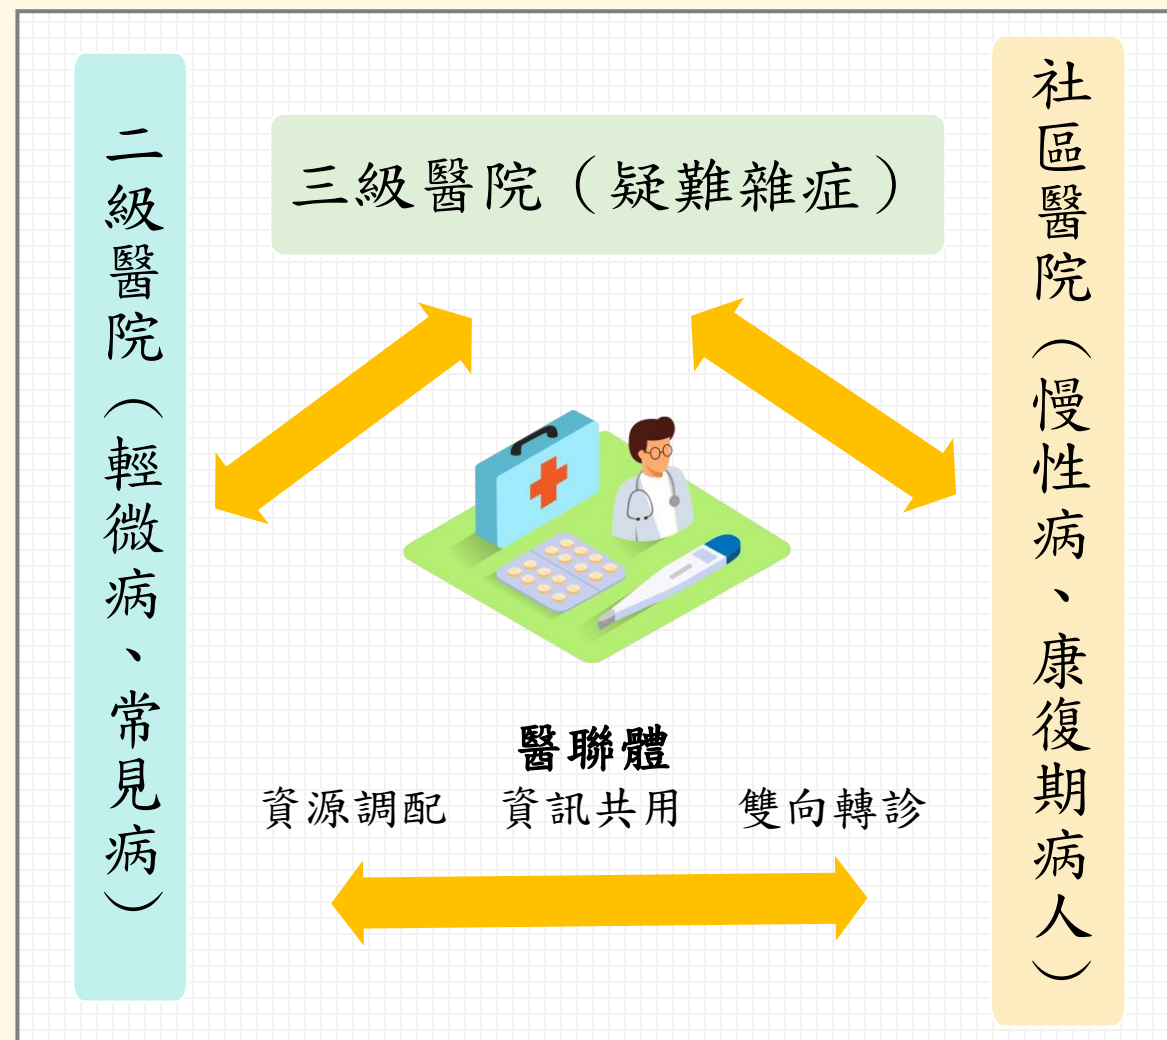 三級醫院（疑難雜症）
二級醫院（輕微病、常見病）
社區醫院（慢性病、康復期病人）
醫聯體
資源調配　資訊共用　雙向轉診